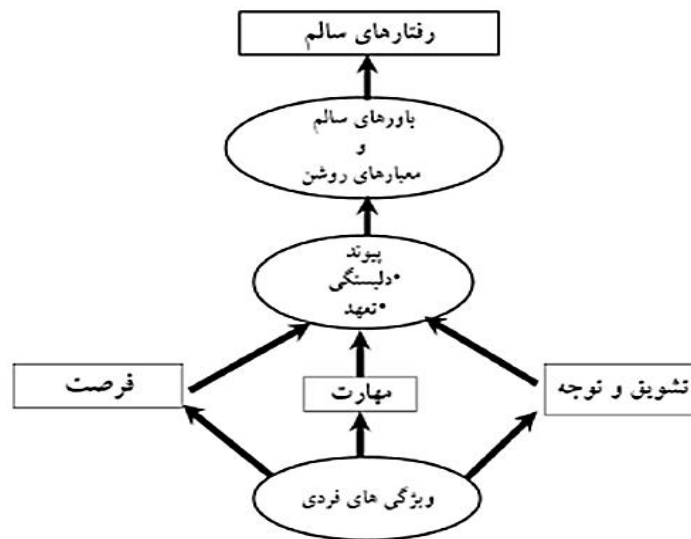 رفتارهای سالم
باورهای سالم
و
معیارهای روشن
پیوند
•دلبستگی
•تعهد
فرصت
مهارت
تشویق و توجه
ویژگی های فردی